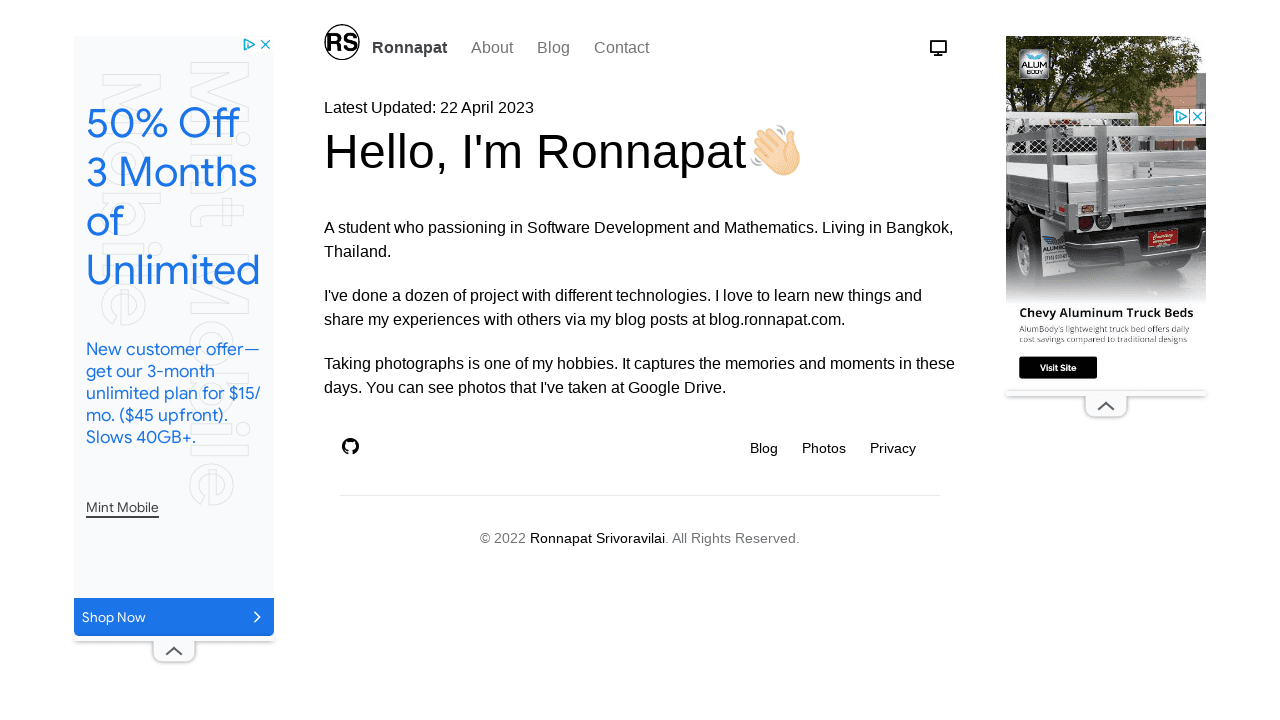 RS
Ronnapat About Blog Contact
Latest Updated: 22 April 2023
Hello, I'm Ronnapat
A student who passioning in Software Development and Mathematics. Living in Bangkok,
Thailand.
I've done a dozen of project with different technologies. I love to learn new things and
share my experiences with others via my blog posts at blog.ronnapat.com.
Taking photographs is one of my hobbies. It captures the memories and moments in these
days. You can see photos that I've taken at Google Drive.
Blog Photos Privacy
© 2022 Ronnapat Srivoravilai. All Rights Reserved.
Mint Mobile
Mint Mobile
50% Off
3 Months
of
Unlimited
New customer offer—
get our 3-month
unlimited plan for $15/
mo. ($45 upfront).
Slows 40GB+.
Mint Mobile
Shop Now
ALUM
BODY
Chevy Aluminum Truck Beds
AlumBody's lightweight truck bed offers daily
cost savings compared to traditional designs
Visit Site